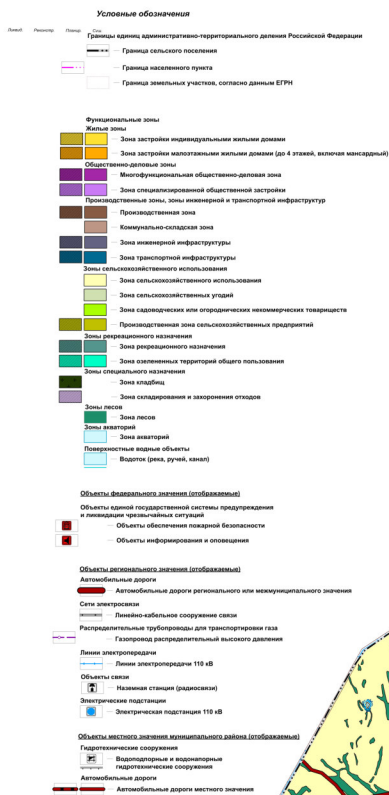 Условные обозначения
Ликвид. Реконстр. Планир. Сущ.
Границы единиц административно-территориального деления Российской Федерации
Граница сельского поселения
Граница населенного пункта
Граница земельных участков, согласно данным ЕГРН
Функциональные зоны
Жилые зоны
Зона застройки индивидуальными жилыми домами
Зона застройки малоэтажными жилыми домами (до 4 этажей, включая мансардный)
Общественно-деловые зоны
Многофункциональная общественно-деловая зона
Зона специализированной общественной застройки
Производственные зоны, зоны инженерной и транспортной инфраструктур
Производственная зона
Коммунально-складская зона
Зона инженерной инфраструктуры
Зона транспортной инфраструктуры
Зоны сельскохозяйственного использования
Зона сельскохозяйственного использования
Зона сельскохозяйственных угодий
Зона садоводческих или огороднических некоммерческих товариществ
Производственная зона сельскохозяйственных предприятий
Зоны рекреационного назначения
Зона рекреационного назначения
Зона озелененных территорий общего пользования
Зоны специального назначения
Зона кладбищ
Зона складирования и захоронения отходов
Зоны лесов
Зона лесов
Зоны акваторий
Зона акваторий
Поверхностные водные объекты
Водоток (река, ручей, канал)
Объекты федерального значения (отображаемые)
Объекты единой государственной системы предупреждения
и ликвидации чрезвычайных ситуаций
Объекты обеспечения пожарной безопасности
Объекты информирования и оповещения
Объекты регионального значения (отображаемые)
Автомобильные дороги
Автомобильные дороги регионального или межмуниципального значения
Сети электросвязи
Линейно-кабельное сооружение связи
Распределительные трубопроводы для транспортировки газа
Газопровод распределительный высокого давления
Линии электропередачи
Линии электропередачи 110 кВ
Объекты связи
Наземная станция (радиосвязи)
Электрические подстанции
Электрическая подстанция 110 кВ
Объекты местного значения муниципального района (отображаемые)
Гидротехнические сооружения
Водоподпорные и водонапорные
гидротехнические сооружения
Автомобильные дороги
Автомобильные дороги местного значения